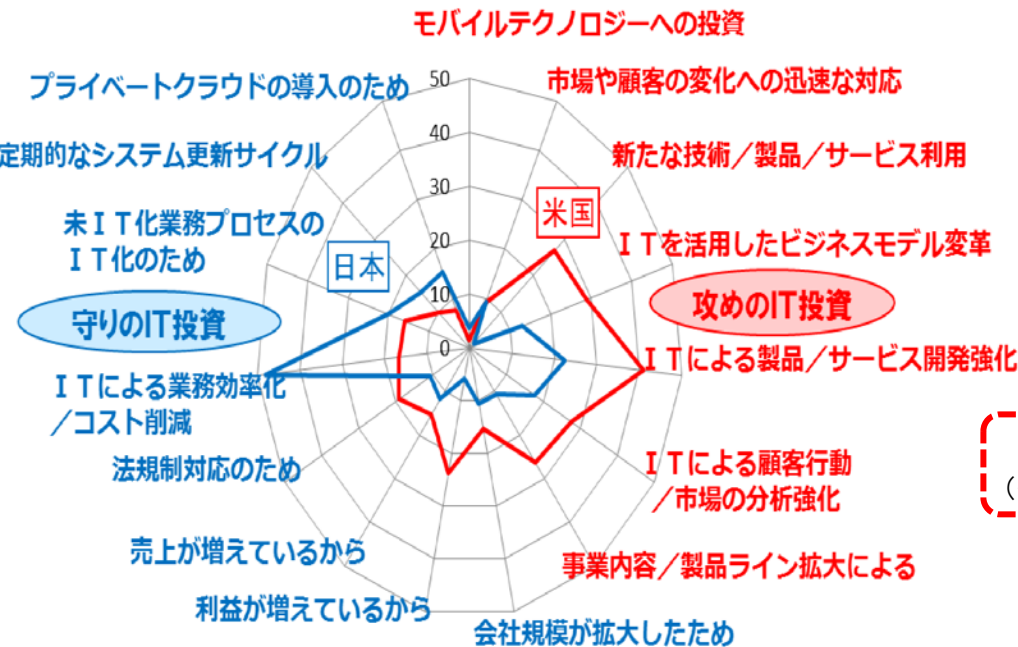 モバイルテクノロジーへの投資
プライベートクラウドの導入のため
市場や顧客の変化への迅速な対応
定期的なシステム更新サイクル
新たな技術／製品／サービス利用
未ＩＴ化業務プロセスの
ＩＴ化のため
ＩＴを活用したビジネスモデル変革
50
40
30
20
10
0
米国
日本
守りのIT投資
攻めのIT投資
ＩＴによる製品／サービス開発強化
ＩＴによる業務効率化
／コスト削減
法規制対応のため
ＩＴによる顧客行動
／市場の分析強化
売上が増えているから
事業内容／製品ライン拡大による
利益が増えているから
会社規模が拡大したため
（